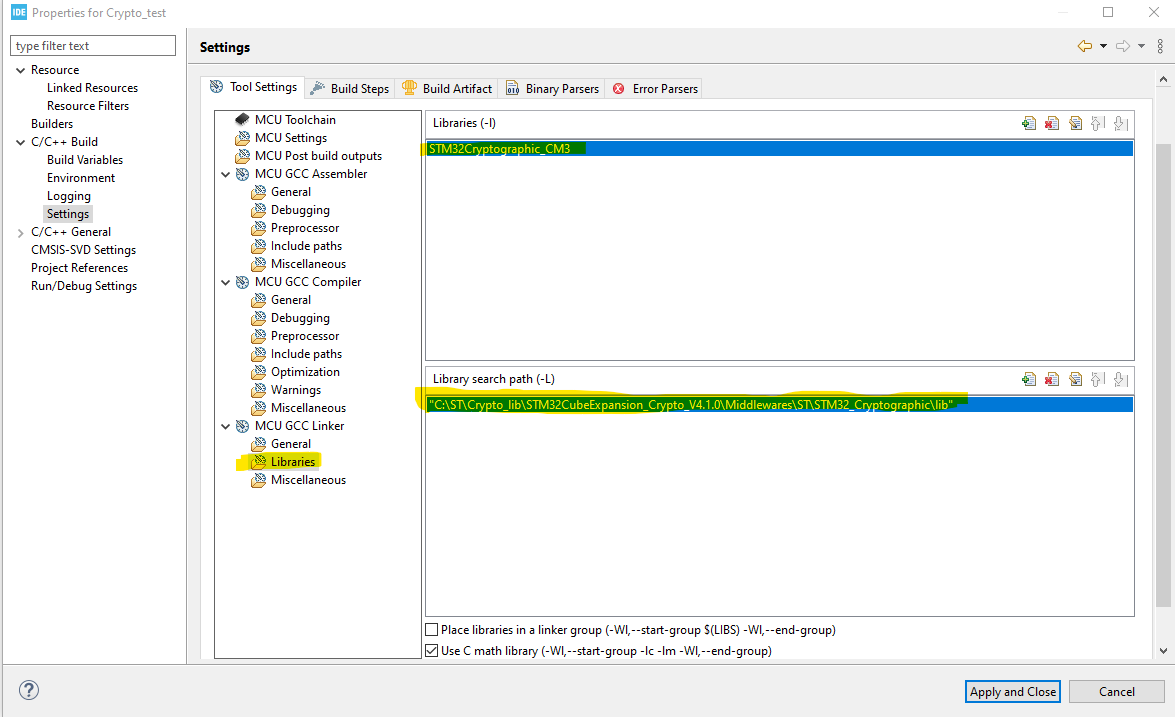 IDE Properties for Crypto_test
type filter text
Settings
Resource
Linked Resources
Resource Filters
Builders
C/C++ Build
Build Variables
Environment
Logging
Settings
C/C++ General
CMSIS-SVD Settings
Project References
Run/Debug Settings
Tool Settings Build Steps Build Artifact Binary Parsers Error Parsers
MCU Toolchain
MCU Settings
MCU Post build outputs
MCU GCC Assembler
General
Debugging
Preprocessor
Include paths
Miscellaneous
MCU GCC Compiler
General
Debugging
Preprocessor
Include paths
Optimization
Warnings
Miscellaneous
MCU GCC Linker
General
Libraries
Miscellaneous
Libraries (-l)
STM32Cryptographic_CM3
Library search path (-L)
"C:\ST\Crypto_lib\STM32CubeExpansion_Crypto_V4.1.0\Middlewares\ST\STM32_Cryptographic\lib"
Place libraries in a linker group (-Wl,--start-group $(LIBS) -Wl,--end-group)
Use C math library (-Wl,--start-group -lc -lm -Wl,--end-group)
?
Apply and Close
Cancel